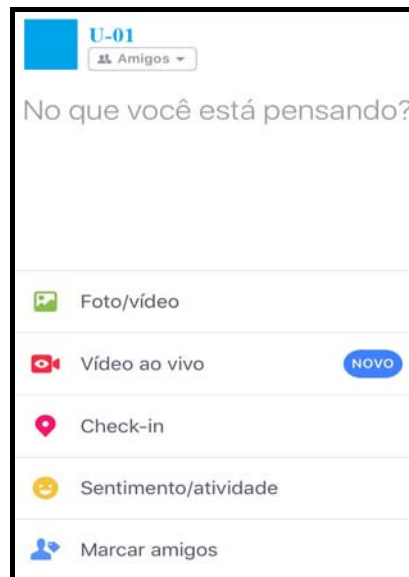 U-01
Amigos
No que você está pensando?
Foto/vídeo
Vídeo ao vivo NOVO
Check-in
Sentimento/atividade
Marcar amigos